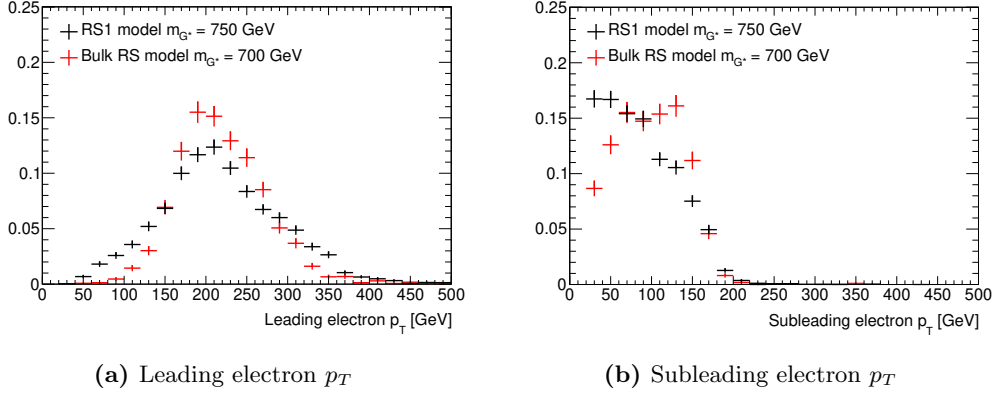 0.25
0.2
0.15
0.1
0.05
0
RS1 model m_G* = 750 GeV
Bulk RS model m_G* = 700 GeV
0 50 100 150 200 250 300 350 400 450 500
Leading electron p_T [GeV]
(a) Leading electron p_T
0.25
0.2
0.15
0.1
0.05
0
RS1 model m_G* = 750 GeV
Bulk RS model m_G* = 700 GeV
0 50 100 150 200 250 300 350 400 450 500
Subleading electron p_T [GeV]
(b) Subleading electron p_T